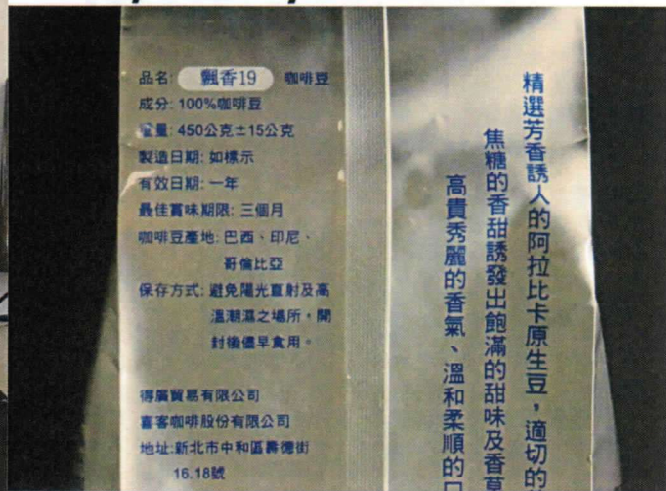 品名: 飄香19 咖啡豆
成分: 100%咖啡豆
重量: 450公克±15公克
製造日期: 如標示
有效日期: 一年
最佳賞味期限: 三個月
咖啡豆產地: 巴西、印尼、
哥倫比亞
保存方式: 避免陽光直射及高
溫潮濕之場所。開
封後儘早食用。
得廣貿易有限公司
喜客咖啡股份有限公司
地址:新北市中和區壽德街
16.18號
精選芳香誘人的阿拉比卡原生豆，適切的
焦糖的香甜誘發出飽滿的甜味及香草
高貴秀麗的香氣、溫和柔順的口